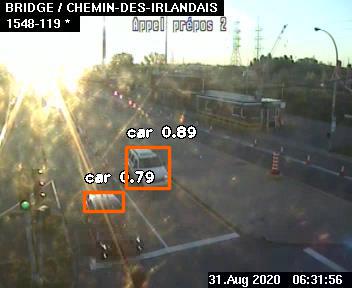 BRIDGE / CHEMIN-DES-IRLANDAIS
1548-119 *
Appel prépos 2
car 0.89
car 0.79
31.Aug 2020 06:31:56